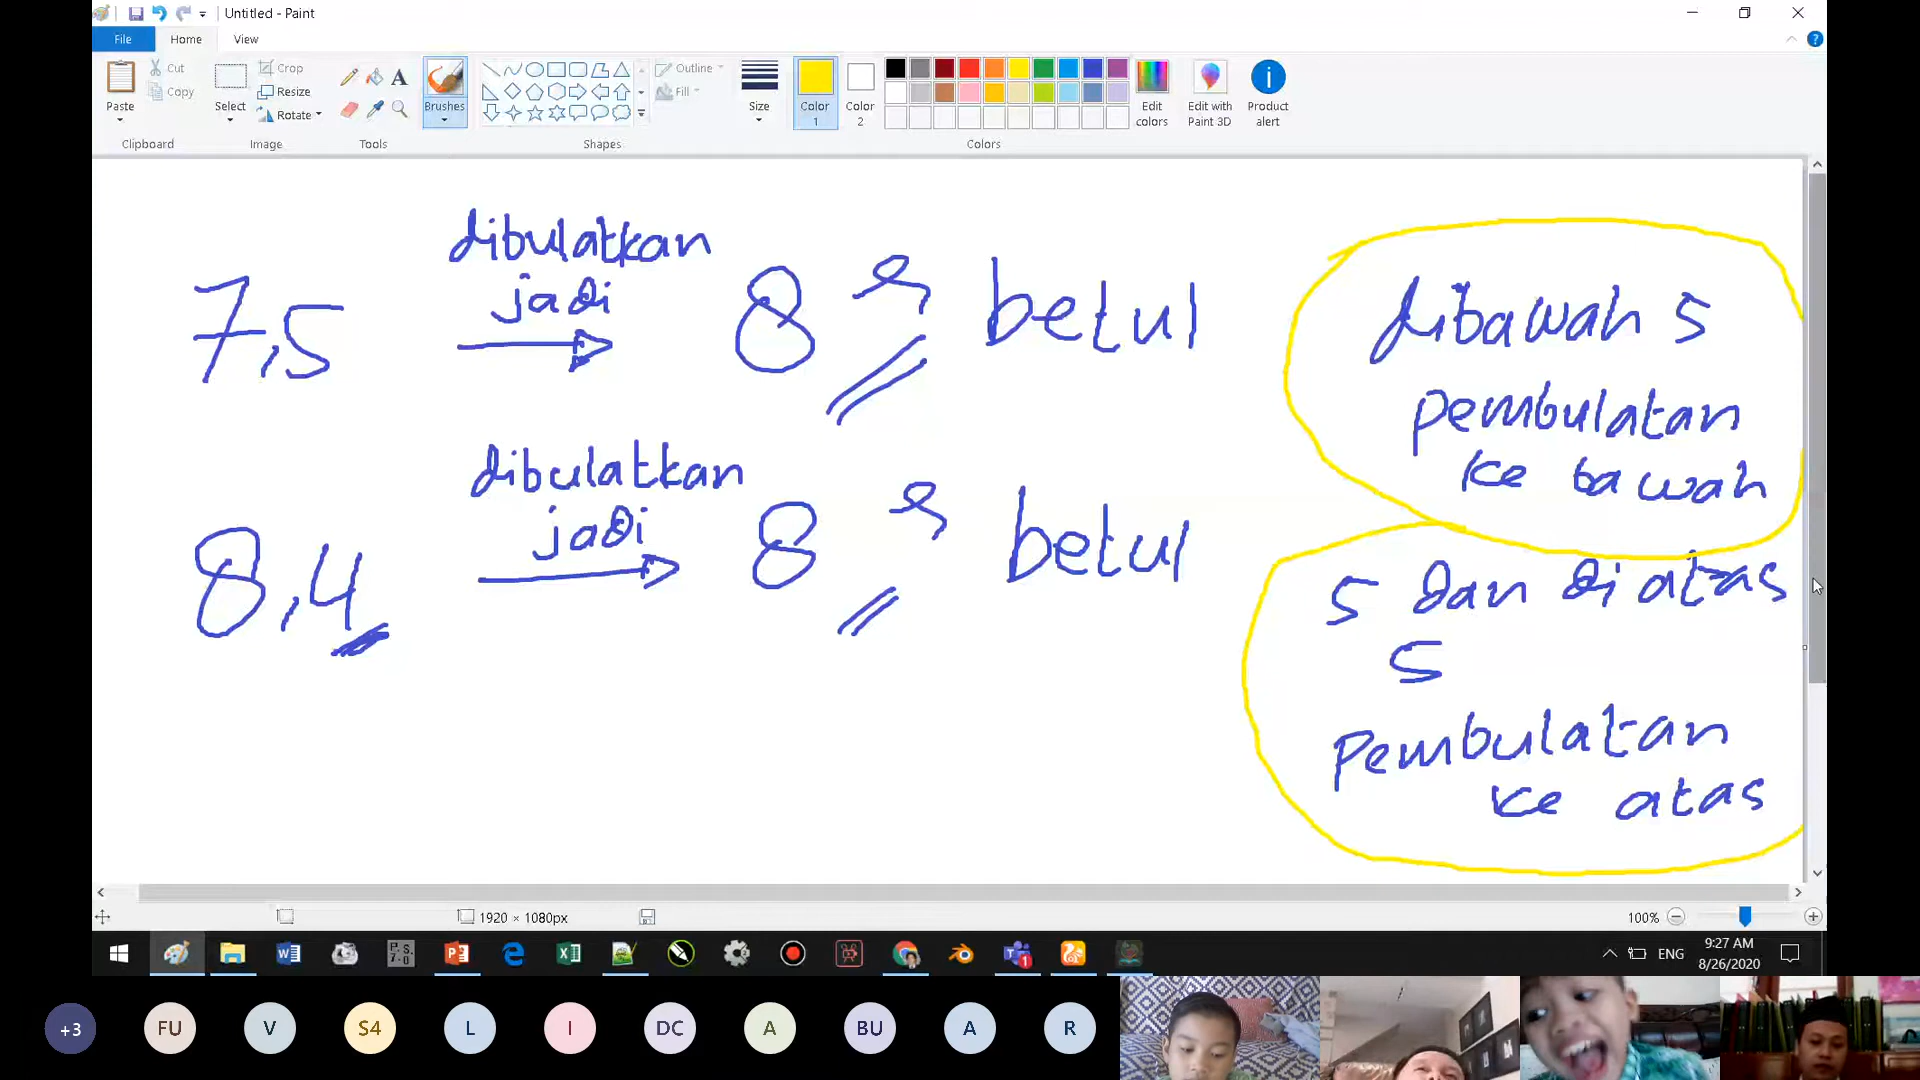 Untitled - Paint
File Home View
Paste
Cut
Copy
Clipboard
Select
Crop
Resize
Rotate
Image
Tools
Brushes
Outline
Fill
Shapes
Size
Color 1
Color 2
Edit colors
Colors
Edit with Paint 3D
Product alert
7,5
dibulatkan
jadi
8
betul
8,4
dibulatkan
jadi
8
betul
dibawah 5
pembulatan
ke bawah
5 dan diatas
5
Pembulatan
ke atas
1920 × 1080px
100%
ENG
9:27 AM
8/26/2020
+3 FU V S4 L I DC A BU A R